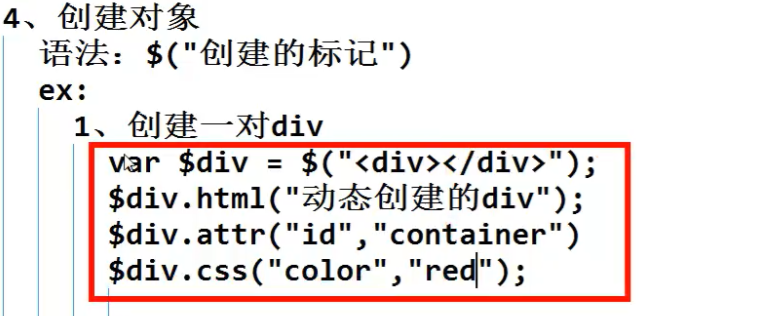 4、创建对象
语法：$("创建的标记")
ex:
1、创建一对div
var $div = $("<div></div>");
$div.html("动态创建的div");
$div.attr("id","container")
$div.css("color","red");